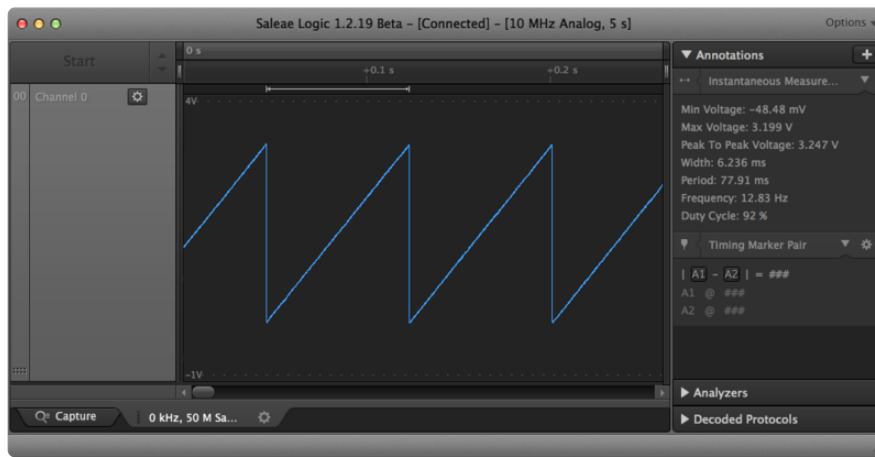 Saleae Logic 1.2.19 Beta - [Connected] - [10 MHz Analog, 5 s]
Options
Start
0 s
+0.1 s
+0.2 s
00 Channel 0
4V
-1V
Annotations
Instantaneous Measure...
Min Voltage: -48.48 mV
Max Voltage: 3.199 V
Peak To Peak Voltage: 3.247 V
Width: 6.236 ms
Period: 77.91 ms
Frequency: 12.83 Hz
Duty Cycle: 92 %
Timing Marker Pair
| A1 - A2 | = ###
A1 @ ###
A2 @ ###
Analyzers
Decoded Protocols
Capture
0 kHz, 50 M Sa...